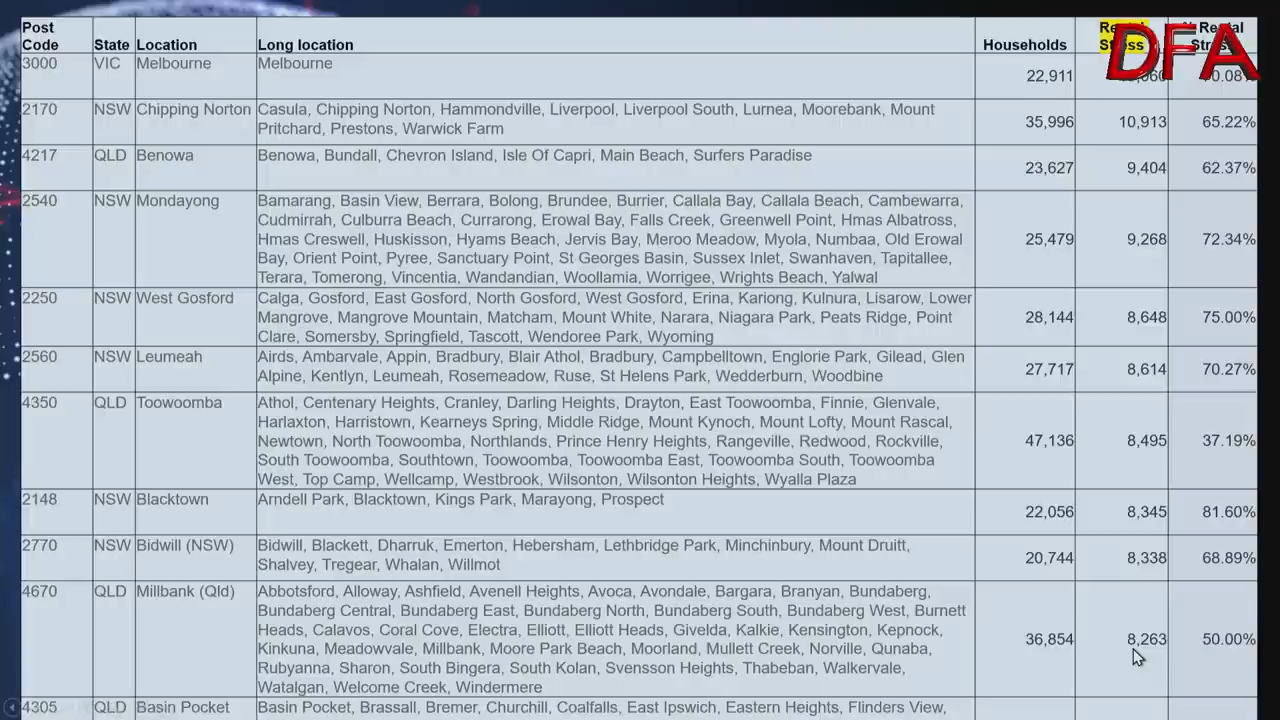 Post Code State Location Long location Households Rental Stress % Rental Stress
DFA
3000 VIC Melbourne Melbourne 22,911
2170 NSW Chipping Norton Casula, Chipping Norton, Hammondville, Liverpool, Liverpool South, Lurnea, Moorebank, Mount
Pritchard, Prestons, Warwick Farm 35,996 10,913 65.22%
4217 QLD Benowa Benowa, Bundall, Chevron Island, Isle Of Capri, Main Beach, Surfers Paradise 23,627 9,404 62.37%
2540 NSW Mondayong Bamarang, Basin View, Berrara, Bolong, Brundee, Burrier, Callala Bay, Callala Beach, Cambewarra,
Cudmirrah, Culburra Beach, Currarong, Erowal Bay, Falls Creek, Greenwell Point, Hmas Albatross,
Hmas Creswell, Huskisson, Hyams Beach, Jervis Bay, Meroo Meadow, Myola, Numbaa, Old Erowal 25,479 9,268 72.34%
Bay, Orient Point, Pyree, Sanctuary Point, St Georges Basin, Sussex Inlet, Swanhaven, Tapitallee,
Terara, Tomerong, Vincentia, Wandandian, Woollamia, Worrigee, Wrights Beach, Yalwal
2250 NSW West Gosford Calga, Gosford, East Gosford, North Gosford, West Gosford, Erina, Kariong, Kulnura, Lisarow, Lower
Mangrove, Mangrove Mountain, Matcham, Mount White, Narara, Niagara Park, Peats Ridge, Point 28,144 8,648 75.00%
Clare, Somersby, Springfield, Tascott, Wendoree Park, Wyoming
2560 NSW Leumeah Airds, Ambarvale, Appin, Bradbury, Blair Athol, Bradbury, Campbelltown, Englorie Park, Gilead, Glen
Alpine, Kentlyn, Leumeah, Rosemeadow, Ruse, St Helens Park, Wedderburn, Woodbine 27,717 8,614 70.27%
4350 QLD Toowoomba Athol, Centenary Heights, Cranley, Darling Heights, Drayton, East Toowoomba, Finnie, Glenvale,
Harlaxton, Harristown, Kearneys Spring, Middle Ridge, Mount Kynoch, Mount Lofty, Mount Rascal,
Newtown, North Toowoomba, Northlands, Prince Henry Heights, Rangeville, Redwood, Rockville, 47,136 8,495 37.19%
South Toowoomba, Southtown, Toowoomba, Toowoomba East, Toowoomba South, Toowoomba
West, Top Camp, Wellcamp, Westbrook, Wilsonton, Wilsonton Heights, Wyalla Plaza
2148 NSW Blacktown Arndell Park, Blacktown, Kings Park, Marayong, Prospect 22,056 8,345 81.60%
2770 NSW Bidwill (NSW) Bidwill, Blackett, Dharruk, Emerton, Hebersham, Lethbridge Park, Minchinbury, Mount Druitt,
Shalvey, Tregear, Whalan, Willmot 20,744 8,338 68.89%
4670 QLD Millbank (Qld) Abbotsford, Alloway, Ashfield, Avenell Heights, Avoca, Avondale, Bargara, Branyan, Bundaberg,
Bundaberg Central, Bundaberg East, Bundaberg North, Bundaberg South, Bundaberg West, Burnett
Heads, Calavos, Coral Cove, Electra, Elliott, Elliott Heads, Givelda, Kalkie, Kensington, Kepnock, 36,854 8,263 50.00%
Kinkuna, Meadowvale, Millbank, Moore Park Beach, Moorland, Mullett Creek, Norville, Qunaba,
Rubyanna, Sharon, South Bingera, South Kolan, Svensson Heights, Thabeban, Walkervale,
Watalgan, Welcome Creek, Windermere
4305 QLD Basin Pocket Basin Pocket, Brassall, Bremer, Churchill, Coalfalls, East Ipswich, Eastern Heights, Flinders View,